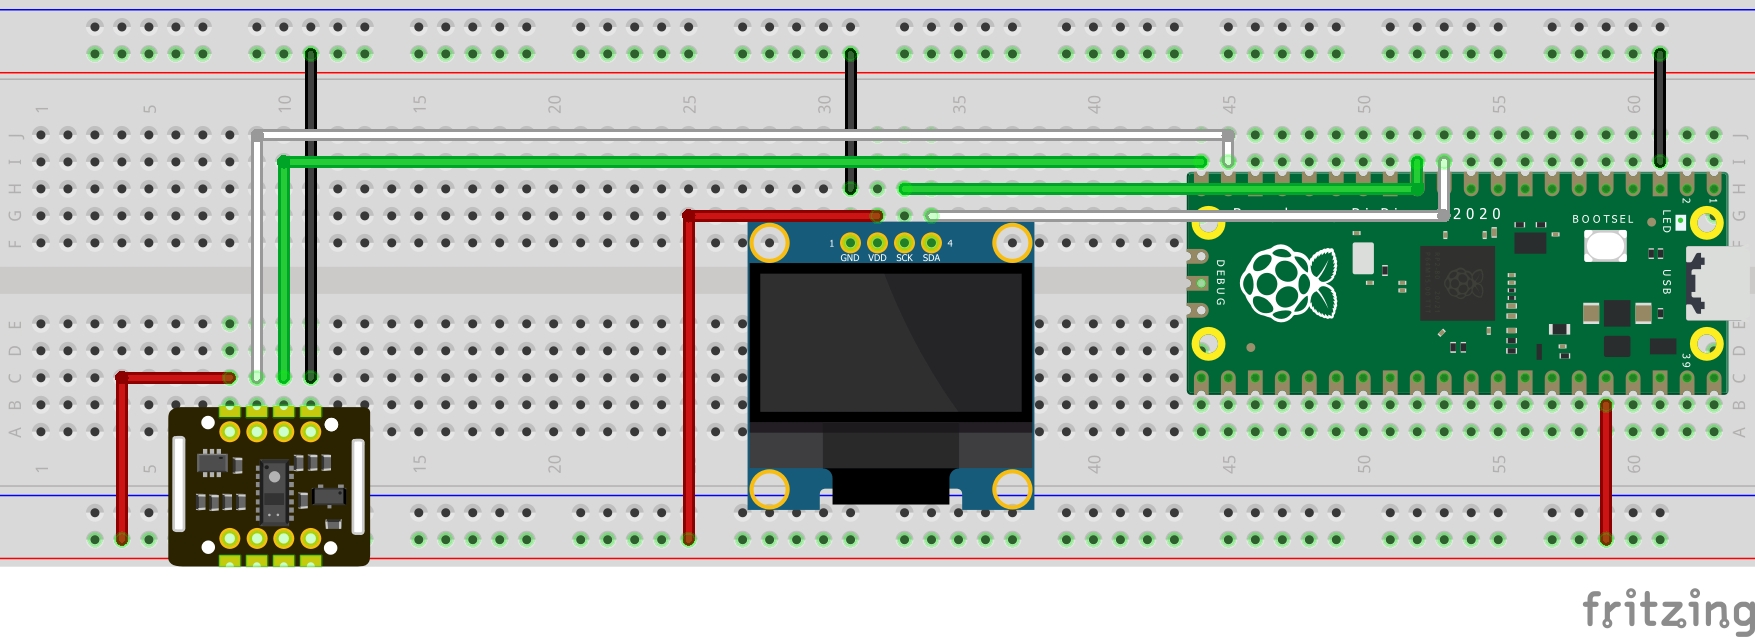 1 5 10 15 20 25 30 35 40 45 50 55 60
J J
I I
H H
G G
F F
E E
D D
C C
B B
A A
1 5 15 20 40 45 50 55 60
1 4
GND VDD SCK SDA
2020
BOOTSEL
LED
2 1
USB
DEBUG
39
fritzing